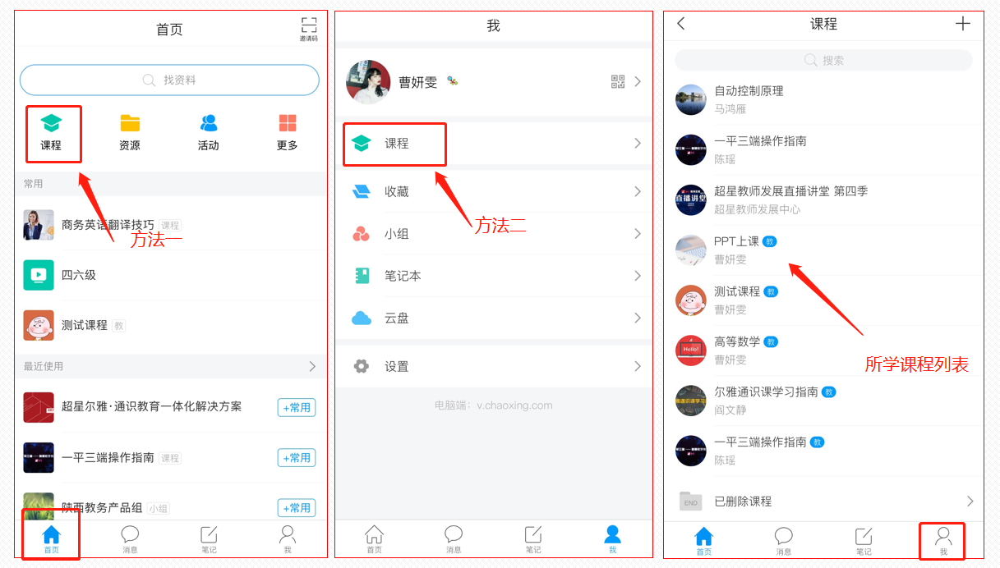 首页
邀请码
找资料
课程
资源
活动
更多
常用
商务英语翻译技巧 课程
方法一
四六级
测试课程 教
最近使用
超星尔雅·通识教育一体化解决方案
+常用
一平三端操作指南 课程
+常用
陕西教务产品组 小组
+常用
首页
消息
笔记
我
我
曹妍雯
课程
收藏
方法二
小组
笔记本
云盘
设置
电脑端：v.chaoxing.com
首页
消息
笔记
我
课程
搜索
自动控制原理
马鸿雁
一平三端操作指南
陈瑶
超星教师发展直播讲堂 第四季
超星教师发展中心
直播讲堂
PPT上课 教
曹妍雯
测试课程 教
曹妍雯
高等数学 教
曹妍雯
Hello!
所学课程列表
尔雅通识课学习指南 教
阎文静
一平三端操作指南 教
陈瑶
END
已删除课程
首页
消息
笔记
我